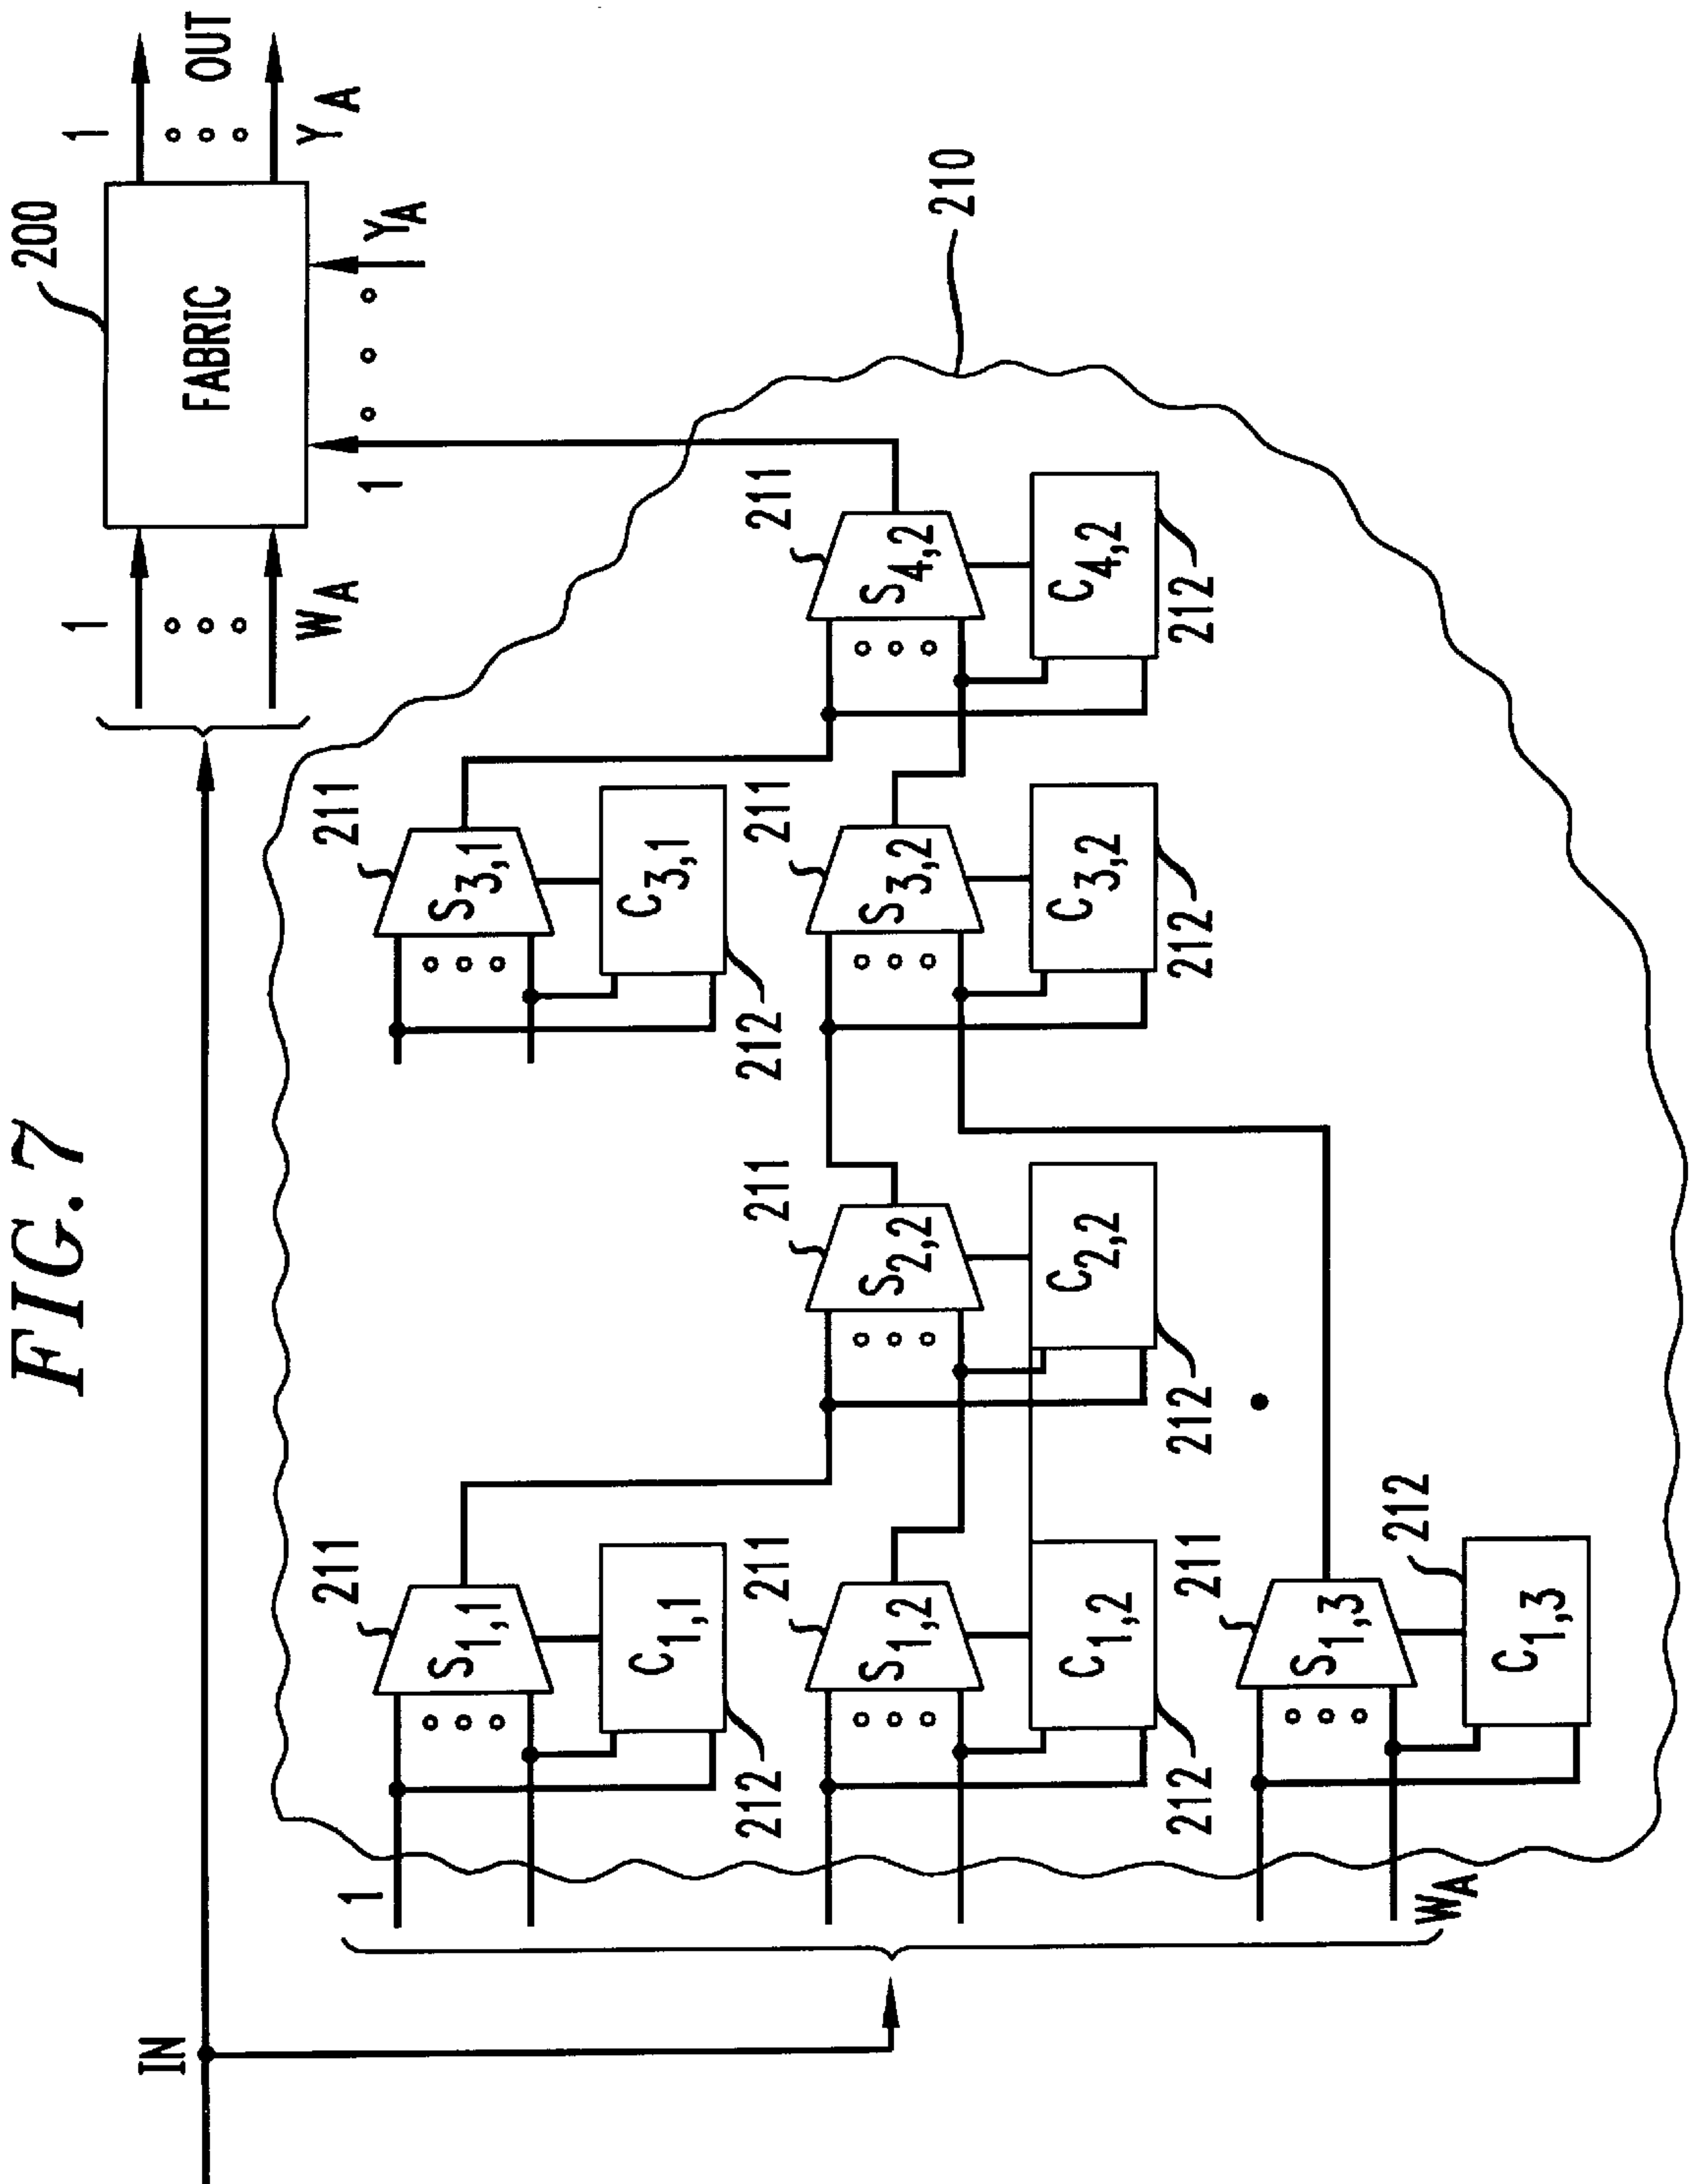 FIG.7
IN
1
W_A
200
FABRIC
1
OUT
Y_A
1
Y_A
210
1
W_A
211
S_1,1
C_1,1
212
211
S_1,2
C_1,2
212
211
S_1,3
C_1,3
212
211
S_2,2
C_2,2
212
211
S_3,1
C_3,1
212
211
S_3,2
C_3,2
212
211
S_4,2
C_4,2
212